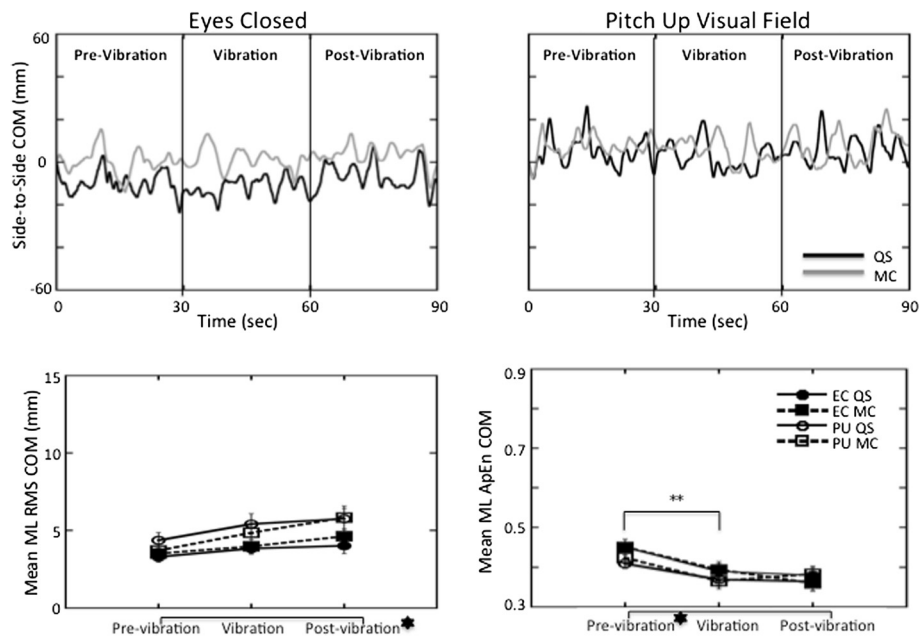 Eyes Closed
Pitch Up Visual Field
60
Pre-Vibration Vibration Post-Vibration
Pre-Vibration Vibration Post-Vibration
Side-to-Side COM (mm)
0
-60
QS
MC
0 30 60 90
Time (sec)
0 30 60 90
Time (sec)
Mean ML RMS COM (mm)
15
10
5
0
Pre-vibration Vibration Post-vibration
Mean ML ApEn COM
0.9
0.7
0.5
0.3
EC QS
EC MC
PU QS
PU MC
**
Pre-vibration Vibration Post-vibration